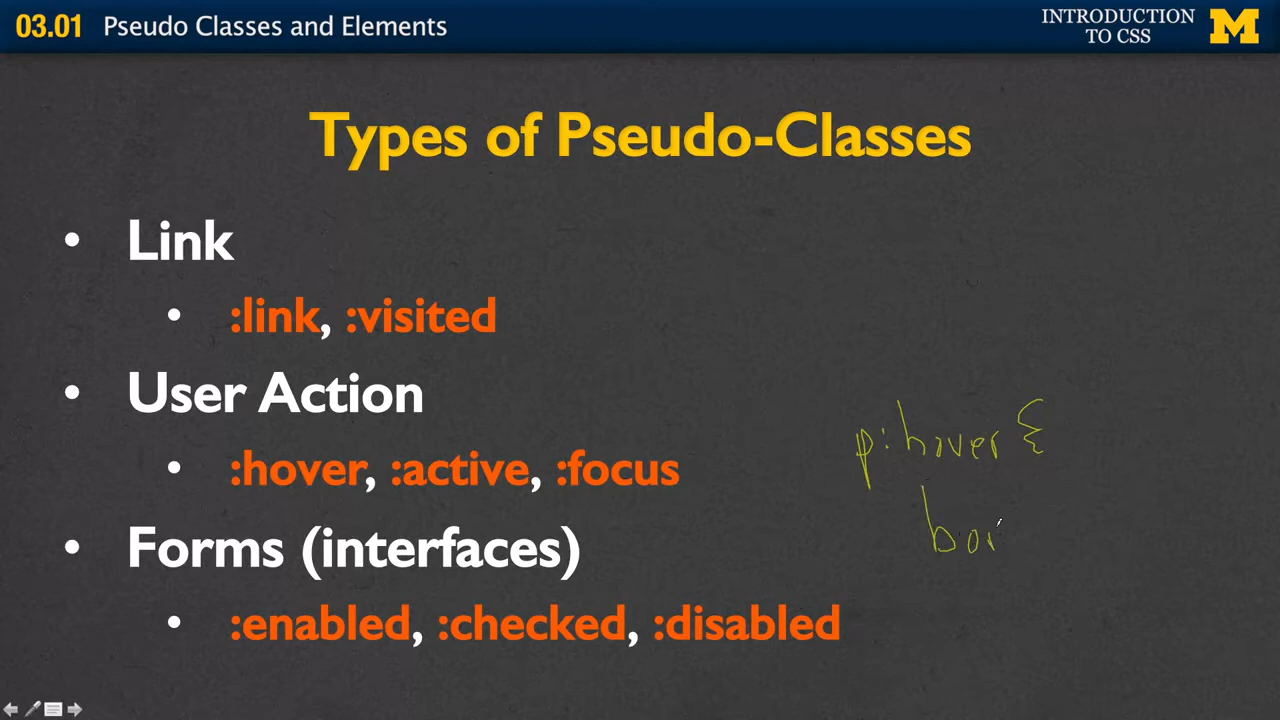 03.01 Pseudo Classes and Elements
INTRODUCTION
TO CSS
M
Types of Pseudo-Classes
• Link
• :link, :visited
• User Action
• :hover, :active, :focus
p:hover {
bor
• Forms (interfaces)
• :enabled, :checked, :disabled